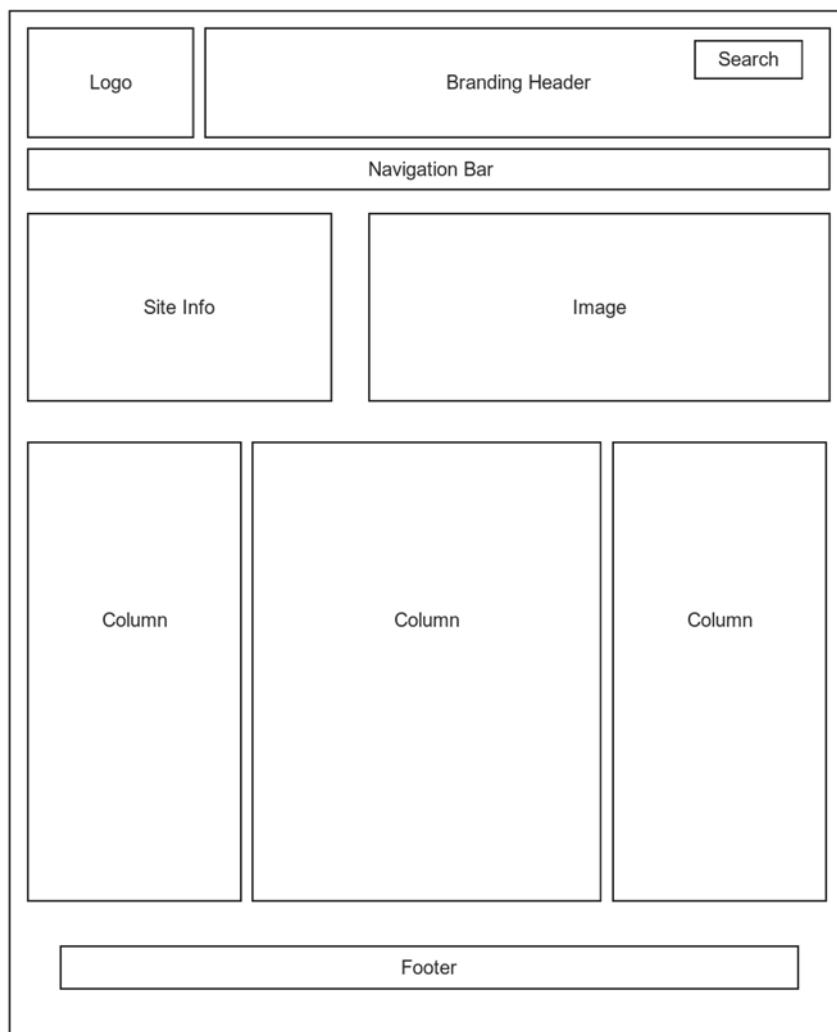 Logo
Branding Header
Search
Navigation Bar
Site Info
Image
Column
Column
Column
Footer